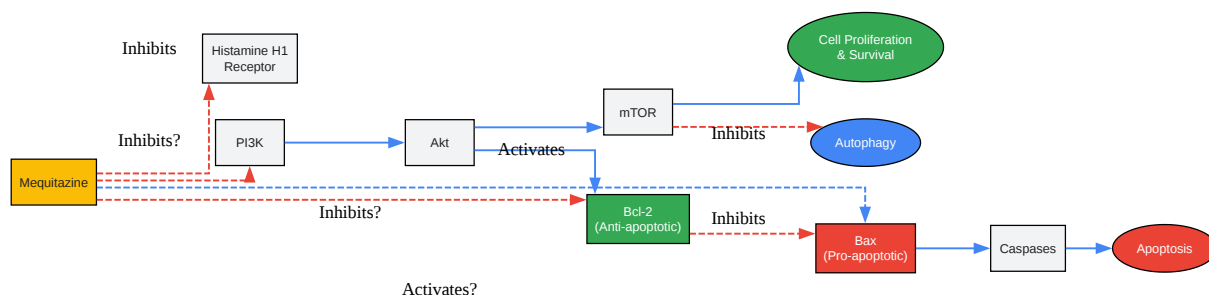 Cell Proliferation
& Survival
Inhibits
Histamine H1
Receptor
mTOR
Inhibits?
PI3K
Akt
Activates
Inhibits
Autophagy
Mequitazine
Inhibits?
Bcl-2
(Anti-apoptotic)
Inhibits
Bax
(Pro-apoptotic)
Caspases
Apoptosis
Activates?